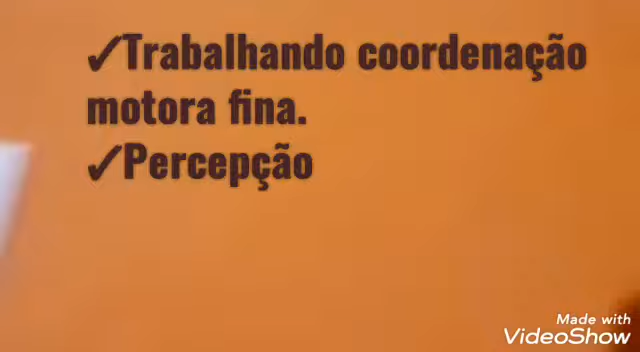 ✓Trabalhando coordenação
motora fina.
✓Percepção
Made with
VideoShow